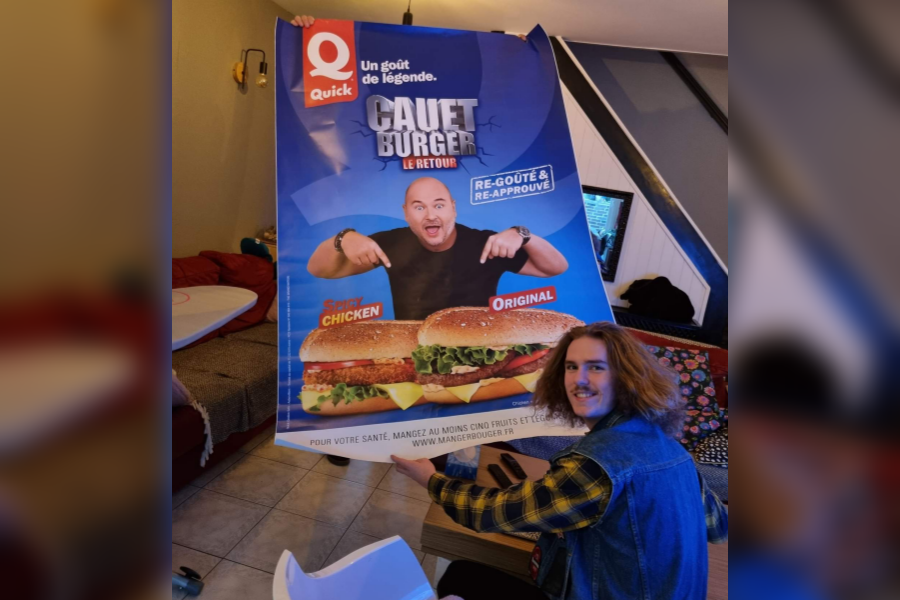 Q
Quick
Un goût
de légende.
CAUET
BURGER
LE RETOUR
RE-GOÛTÉ &
RE-APPROUVÉ
SPICY
CHICKEN
ORIGINAL
POUR VOTRE SANTÉ, MANGEZ AU MOINS CINQ FRUITS ET
WWW.MANGERBOUGER.FR